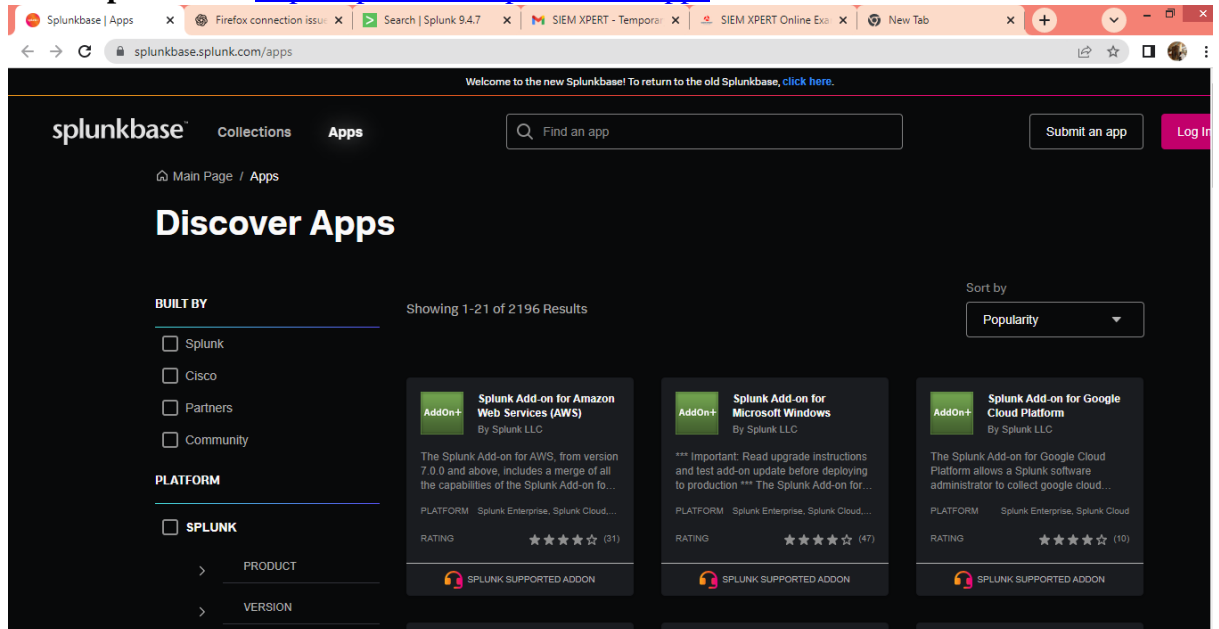 Splunkbase | Apps
Firefox connection issu
Search | Splunk 9.4.7
SIEM XPERT - Tempora
SIEM XPERT Online Exa
New Tab
splunkbase.splunk.com/apps
Welcome to the new Splunkbase! To return to the old Splunkbase, click here.
splunkbase
Collections
Apps
Find an app
Submit an app
Log In
Main Page / Apps
Discover Apps
BUILT BY
Splunk
Cisco
Partners
Community
PLATFORM
SPLUNK
PRODUCT
VERSION
Showing 1-21 of 2196 Results
Sort by
Popularity
AddOn+
Splunk Add-on for Amazon
Web Services (AWS)
By Splunk LLC
The Splunk Add-on for AWS, from version
7.0.0 and above, includes a merge of all
the capabilities of the Splunk Add-on fo...
PLATFORM Splunk Enterprise, Splunk Cloud,...
RATING (31)
SPLUNK SUPPORTED ADDON
AddOn+
Splunk Add-on for
Microsoft Windows
By Splunk LLC
*** Important: Read upgrade instructions
and test add-on update before deploying
to production *** The Splunk Add-on for...
PLATFORM Splunk Enterprise, Splunk Cloud,...
RATING (47)
SPLUNK SUPPORTED ADDON
AddOn+
Splunk Add-on for Google
Cloud Platform
By Splunk LLC
The Splunk Add-on for Google Cloud
Platform allows a Splunk software
administrator to collect google cloud...
PLATFORM Splunk Enterprise, Splunk Cloud
RATING (10)
SPLUNK SUPPORTED ADDON